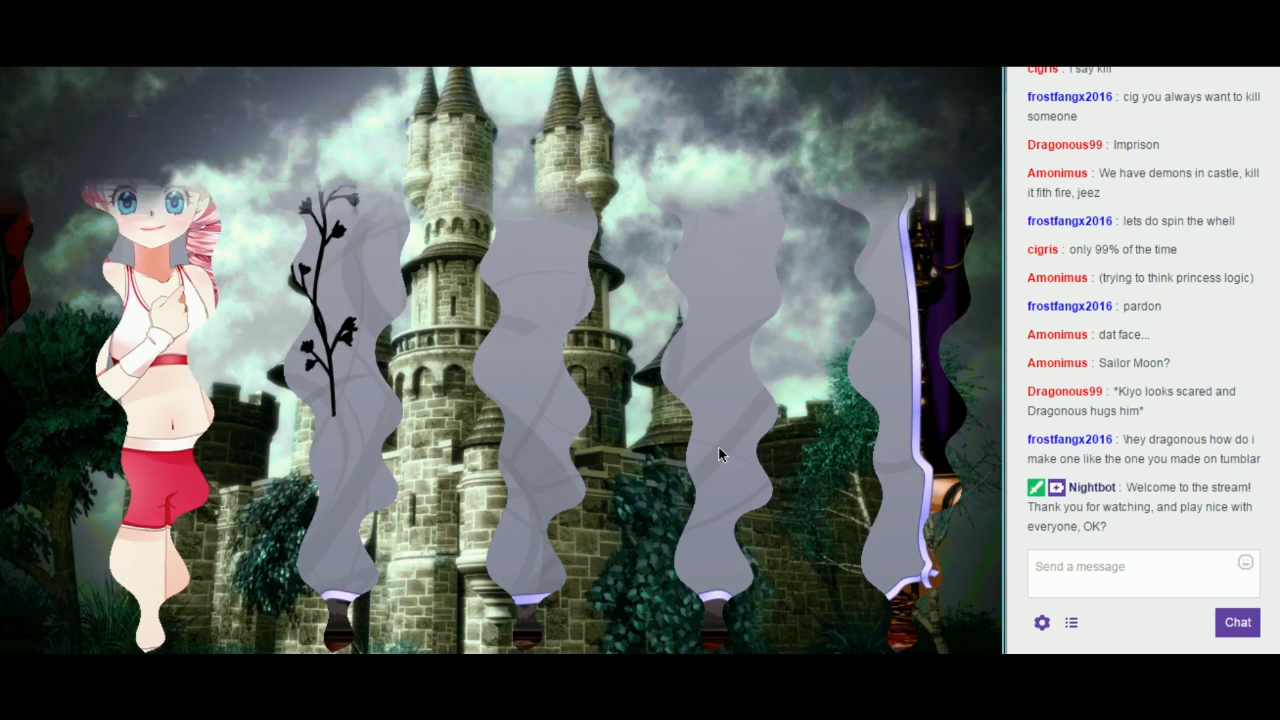 cigris : I say kill
frostfangx2016 : cig you always want to kill
someone
Dragonous99 : Imprison
Amonimus : We have demons in castle, kill
it fith fire, jeez
frostfangx2016 : lets do spin the whell
cigris : only 99% of the time
Amonimus : (trying to think princess logic)
frostfangx2016 : pardon
Amonimus : dat face...
Amonimus : Sailor Moon?
Dragonous99 : *Kiyo looks scared and
Dragonous hugs him*
frostfangx2016 : \hey dragonous how do i
make one like the one you made on tumblar
Nightbot : Welcome to the stream!
Thank you for watching, and play nice with
everyone, OK?
Send a message
Chat